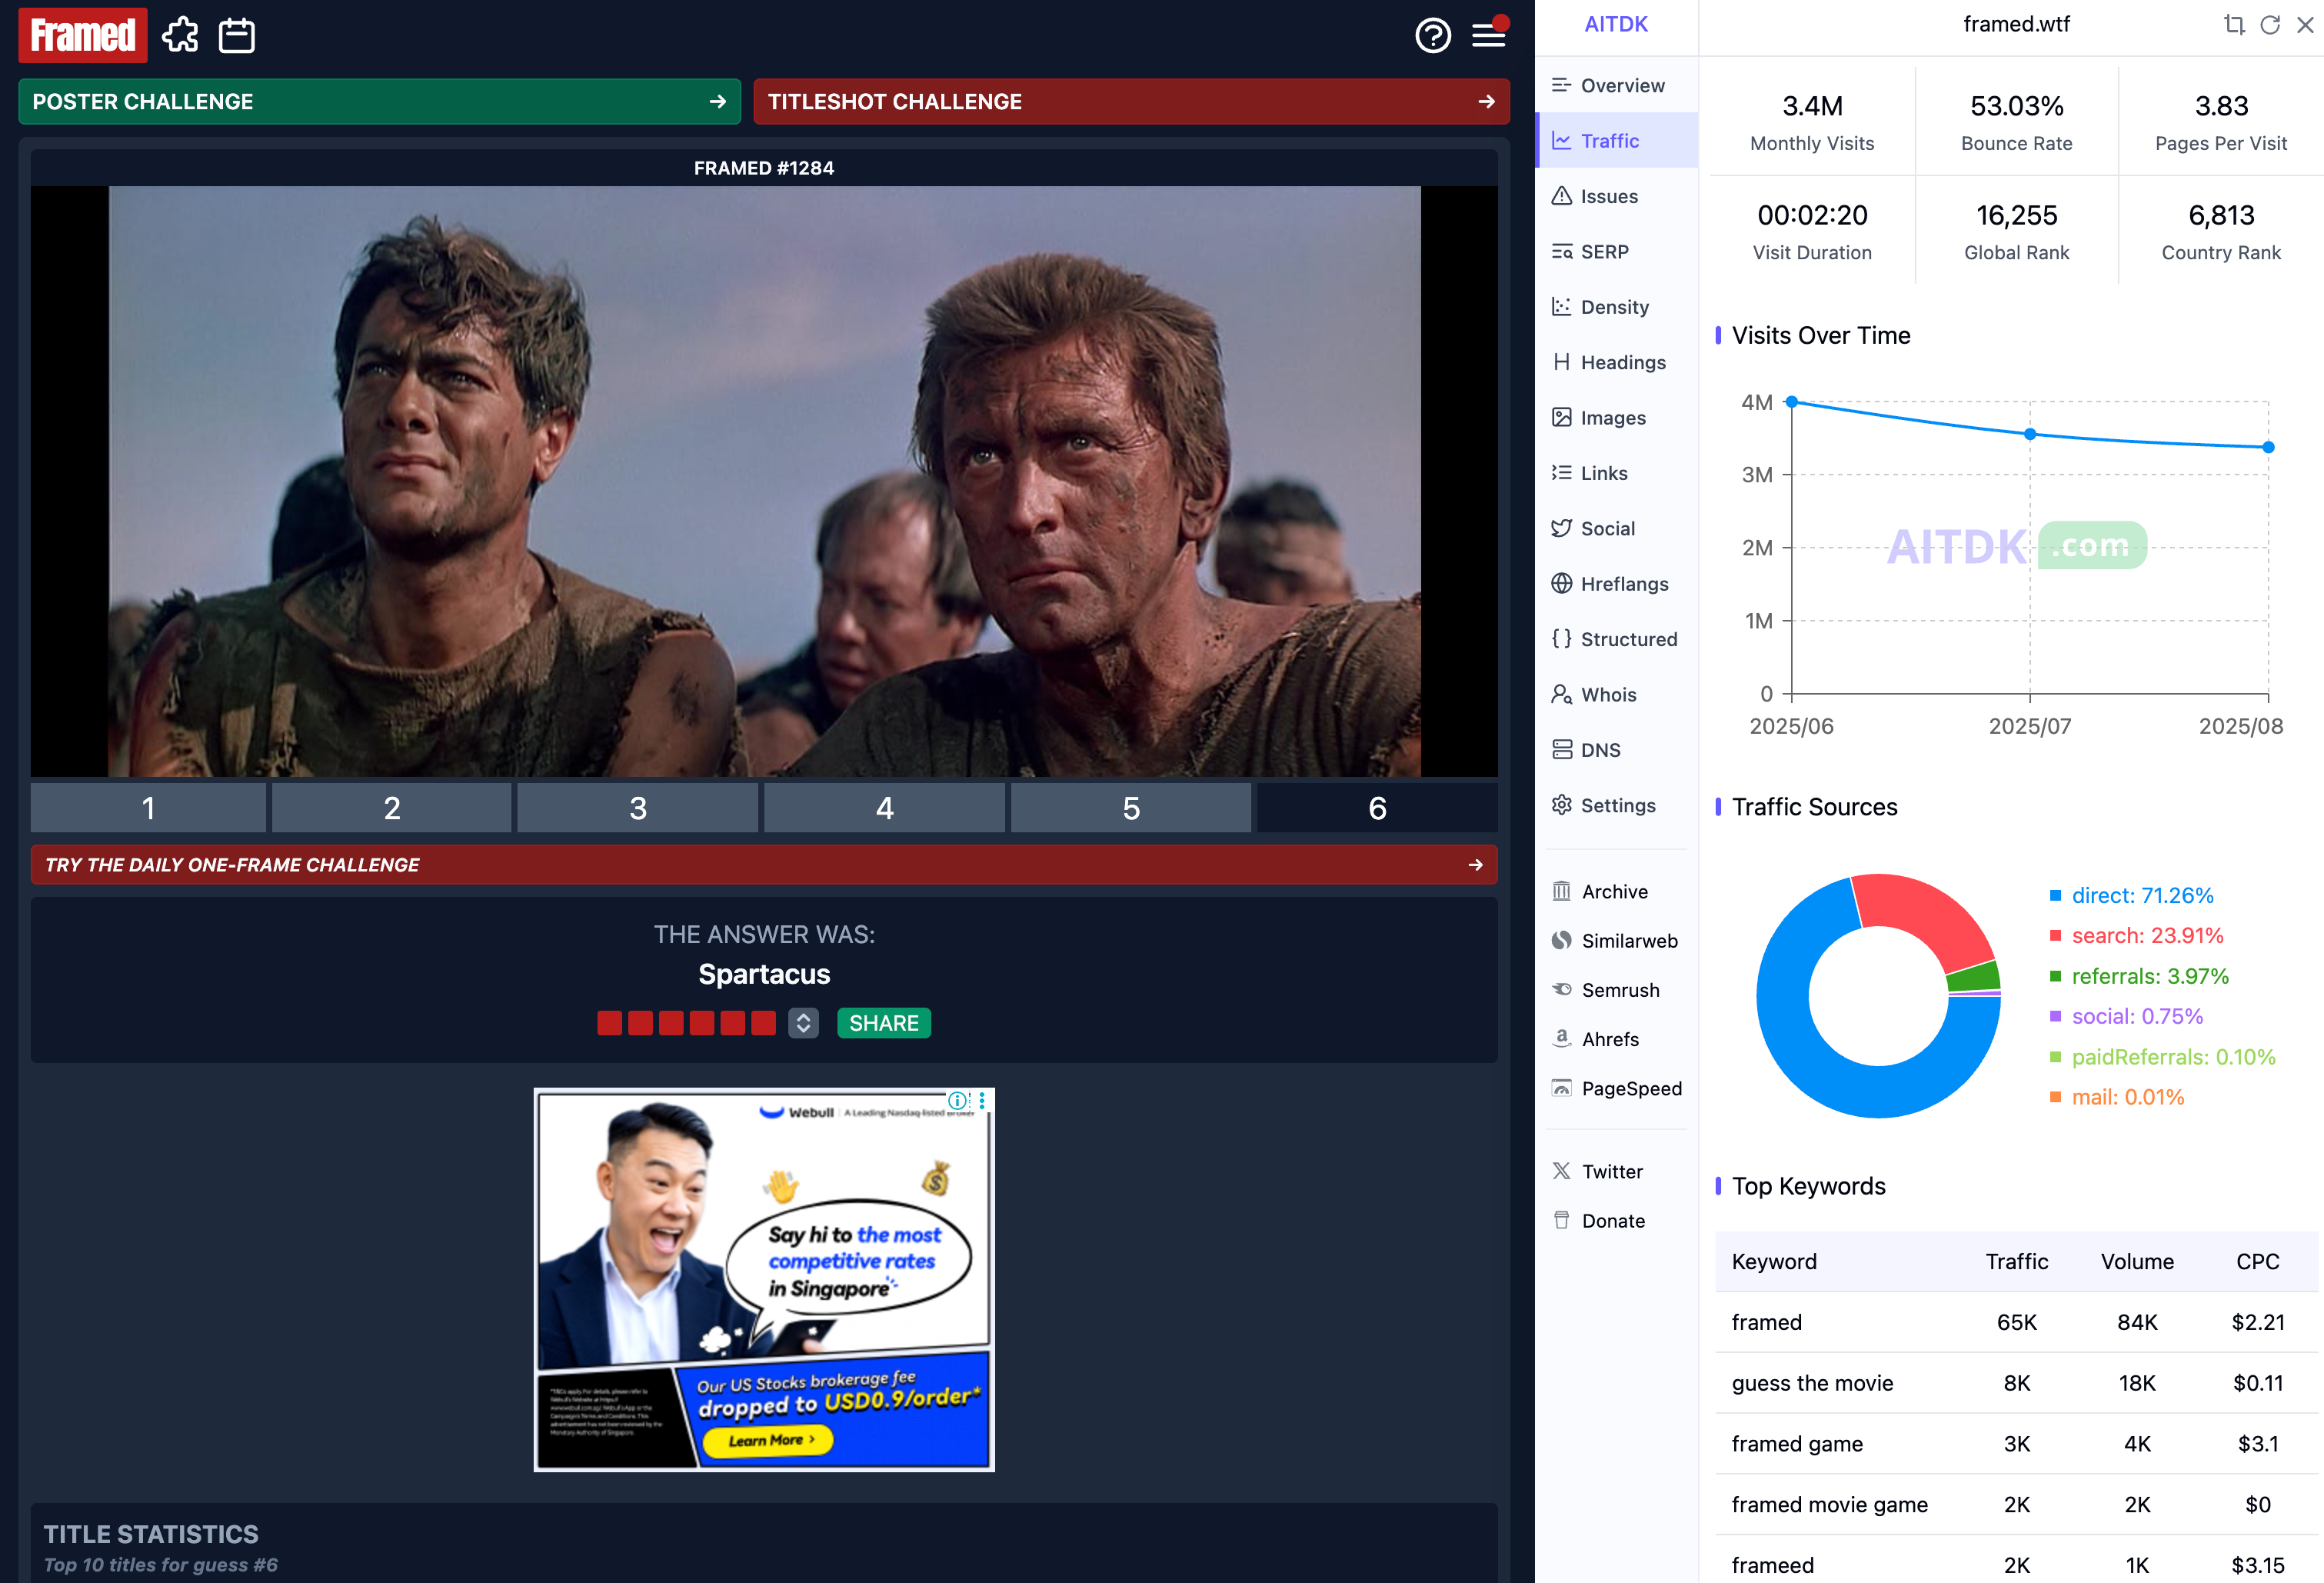 Framed
POSTER CHALLENGE
TITLESHOT CHALLENGE
FRAMED #1284
1
2
3
4
5
6
TRY THE DAILY ONE-FRAME CHALLENGE
THE ANSWER WAS:
Spartacus
SHARE
Webull
A Leading Nasdaq-listed Broker
Say hi to the most
competitive rates
in Singapore
Our US Stocks brokerage fee
dropped to USD0.9/order*
Learn More >
TITLE STATISTICS
Top 10 titles for guess #6
AITDK
Overview
Traffic
Issues
SERP
Density
Headings
Images
Links
Social
Hreflangs
Structured
Whois
DNS
Settings
Archive
Similarweb
Semrush
Ahrefs
PageSpeed
Twitter
Donate
framed.wtf
3.4M
Monthly Visits
53.03%
Bounce Rate
3.83
Pages Per Visit
00:02:20
Visit Duration
16,255
Global Rank
6,813
Country Rank
Visits Over Time
4M
3M
2M
1M
0
2025/06
2025/07
2025/08
AITDK .com
Traffic Sources
direct: 71.26%
search: 23.91%
referrals: 3.97%
social: 0.75%
paidReferrals: 0.10%
mail: 0.01%
Top Keywords
Keyword Traffic Volume CPC
framed 65K 84K $2.21
guess the movie 8K 18K $0.11
framed game 3K 4K $3.1
framed movie game 2K 2K $0
frameed 2K 1K $3.15